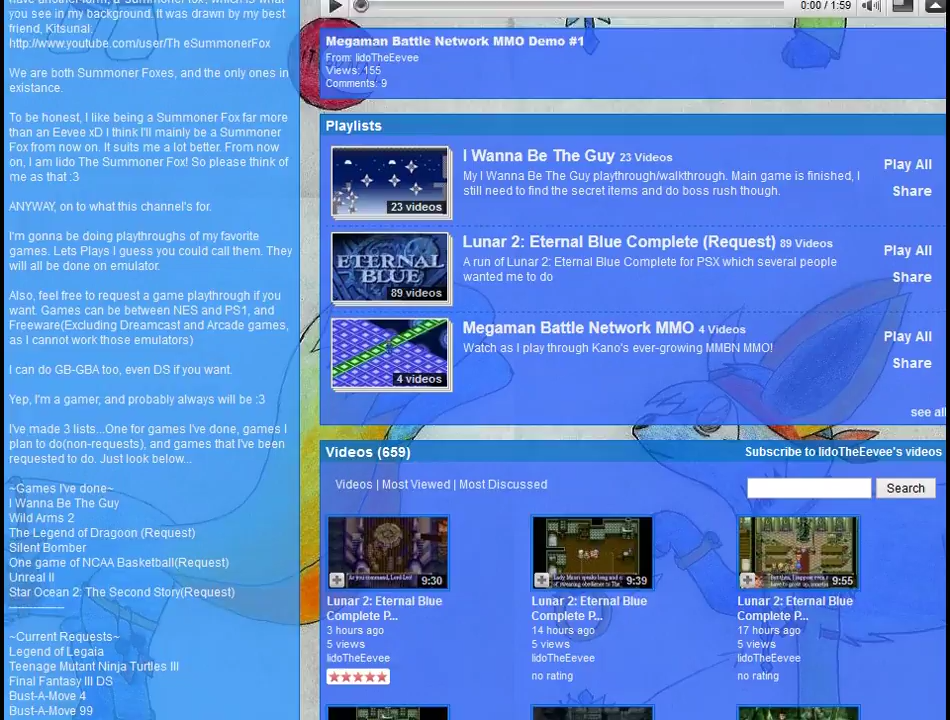 have another form, a Summoner fox, which is what
you see in my background. It was drawn by my best
friend, Kitsunal.
http://www.youtube.com/user/Th eSummonerFox
We are both Summoner Foxes, and the only ones in
existance.
To be honest, I like being a Summoner Fox far more
than an Eevee xD I think I'll mainly be a Summoner
Fox from now on. It suits me a lot better. From now
on, I am lido The Summoner Fox! So please think of
me as that :3
ANYWAY, on to what this channel's for.
I'm gonna be doing playthroughs of my favorite
games. Lets Plays I guess you could call them. They
will all be done on emulator.
Also, feel free to request a game playthrough if you
want. Games can be between NES and PS1, and
Freeware(Excluding Dreamcast and Arcade games,
as I cannot work those emulators)
I can do GB-GBA too, even DS if you want.
Yep, I'm a gamer, and probably always will be :3
I've made 3 lists...One for games I've done, games I
plan to do(non-requests), and games that I've been
requested to do. Just look below...
~Games I've done~
I Wanna Be The Guy
Wild Arms 2
The Legend of Dragoon (Request)
Silent Bomber
One game of NCAA Basketball(Request)
Unreal II
Star Ocean 2: The Second Story(Request)
---------------
~Current Requests~
Legend of Legaia
Teenage Mutant Ninja Turtles III
Final Fantasy III DS
Bust-A-Move 4
Bust-A-Move 99
0:00 / 1:59
Megaman Battle Network MMO Demo #1
From: lidoTheEevee
Views: 155
Comments: 9
Playlists
I Wanna Be The Guy 23 Videos
My I Wanna Be The Guy playthrough/walkthrough. Main game is finished, I
still need to find the secret items and do boss rush though.
23 videos
Play All
Share
Lunar 2: Eternal Blue Complete (Request) 89 Videos
A run of Lunar 2: Eternal Blue Complete for PSX which several people
wanted me to do
ETERNAL
BLUE
89 videos
Play All
Share
Megaman Battle Network MMO 4 Videos
Watch as I play through Kano's ever-growing MMBN MMO!
4 videos
Play All
Share
see all
Videos (659)
Subscribe to lidoTheEevee's videos
Videos | Most Viewed | Most Discussed
Search
9:30
9:39
9:55
Lunar 2: Eternal Blue
Complete P...
3 hours ago
5 views
lidoTheEevee
Lunar 2: Eternal Blue
Complete P...
14 hours ago
5 views
lidoTheEevee
no rating
Lunar 2: Eternal Blue
Complete P...
17 hours ago
5 views
lidoTheEevee
no rating